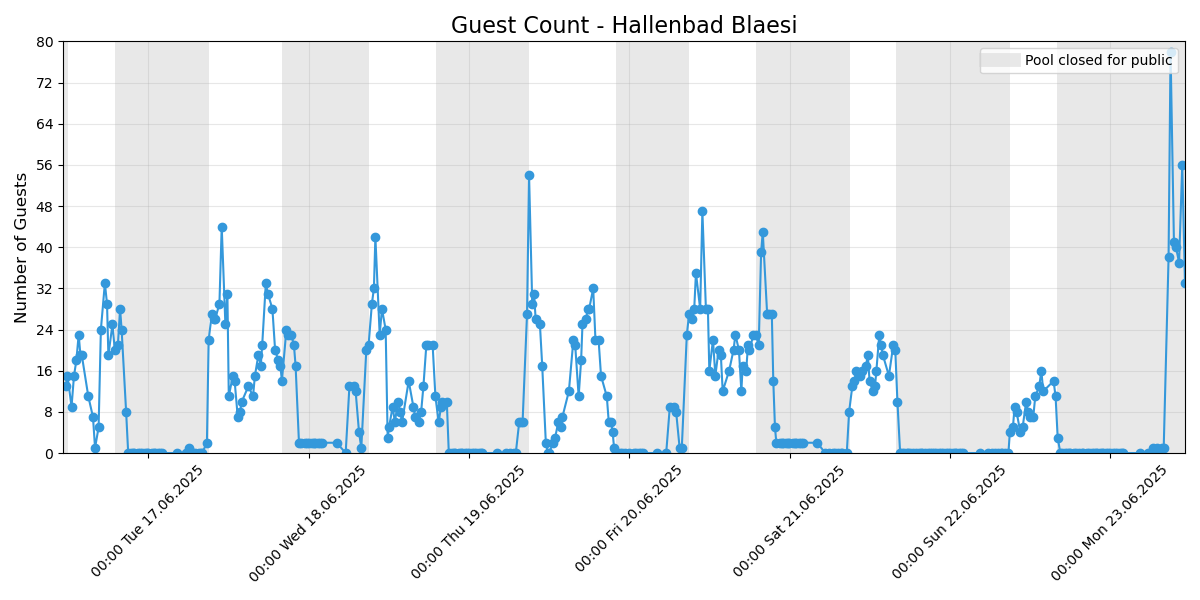 Guest Count - Hallenbad Blaesi
Number of Guests
80
72
64
56
48
40
32
24
16
8
0
Pool closed for public
00:00 Tue 17.06.2025
00:00 Wed 18.06.2025
00:00 Thu 19.06.2025
00:00 Fri 20.06.2025
00:00 Sat 21.06.2025
00:00 Sun 22.06.2025
00:00 Mon 23.06.2025